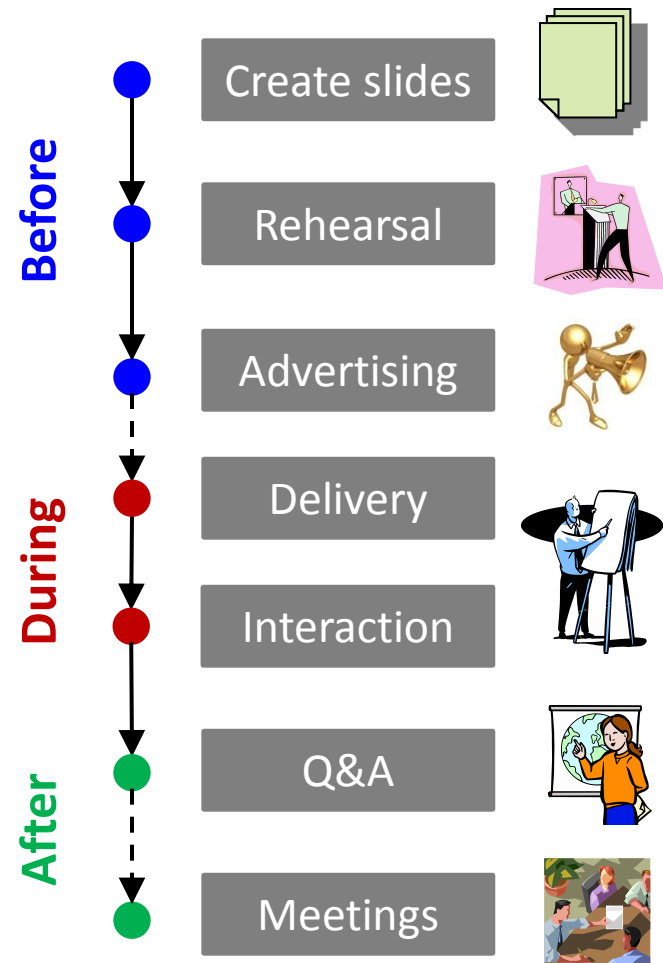 Before
Create slides
Rehearsal
Advertising
During
Delivery
Interaction
After
Q&A
Meetings